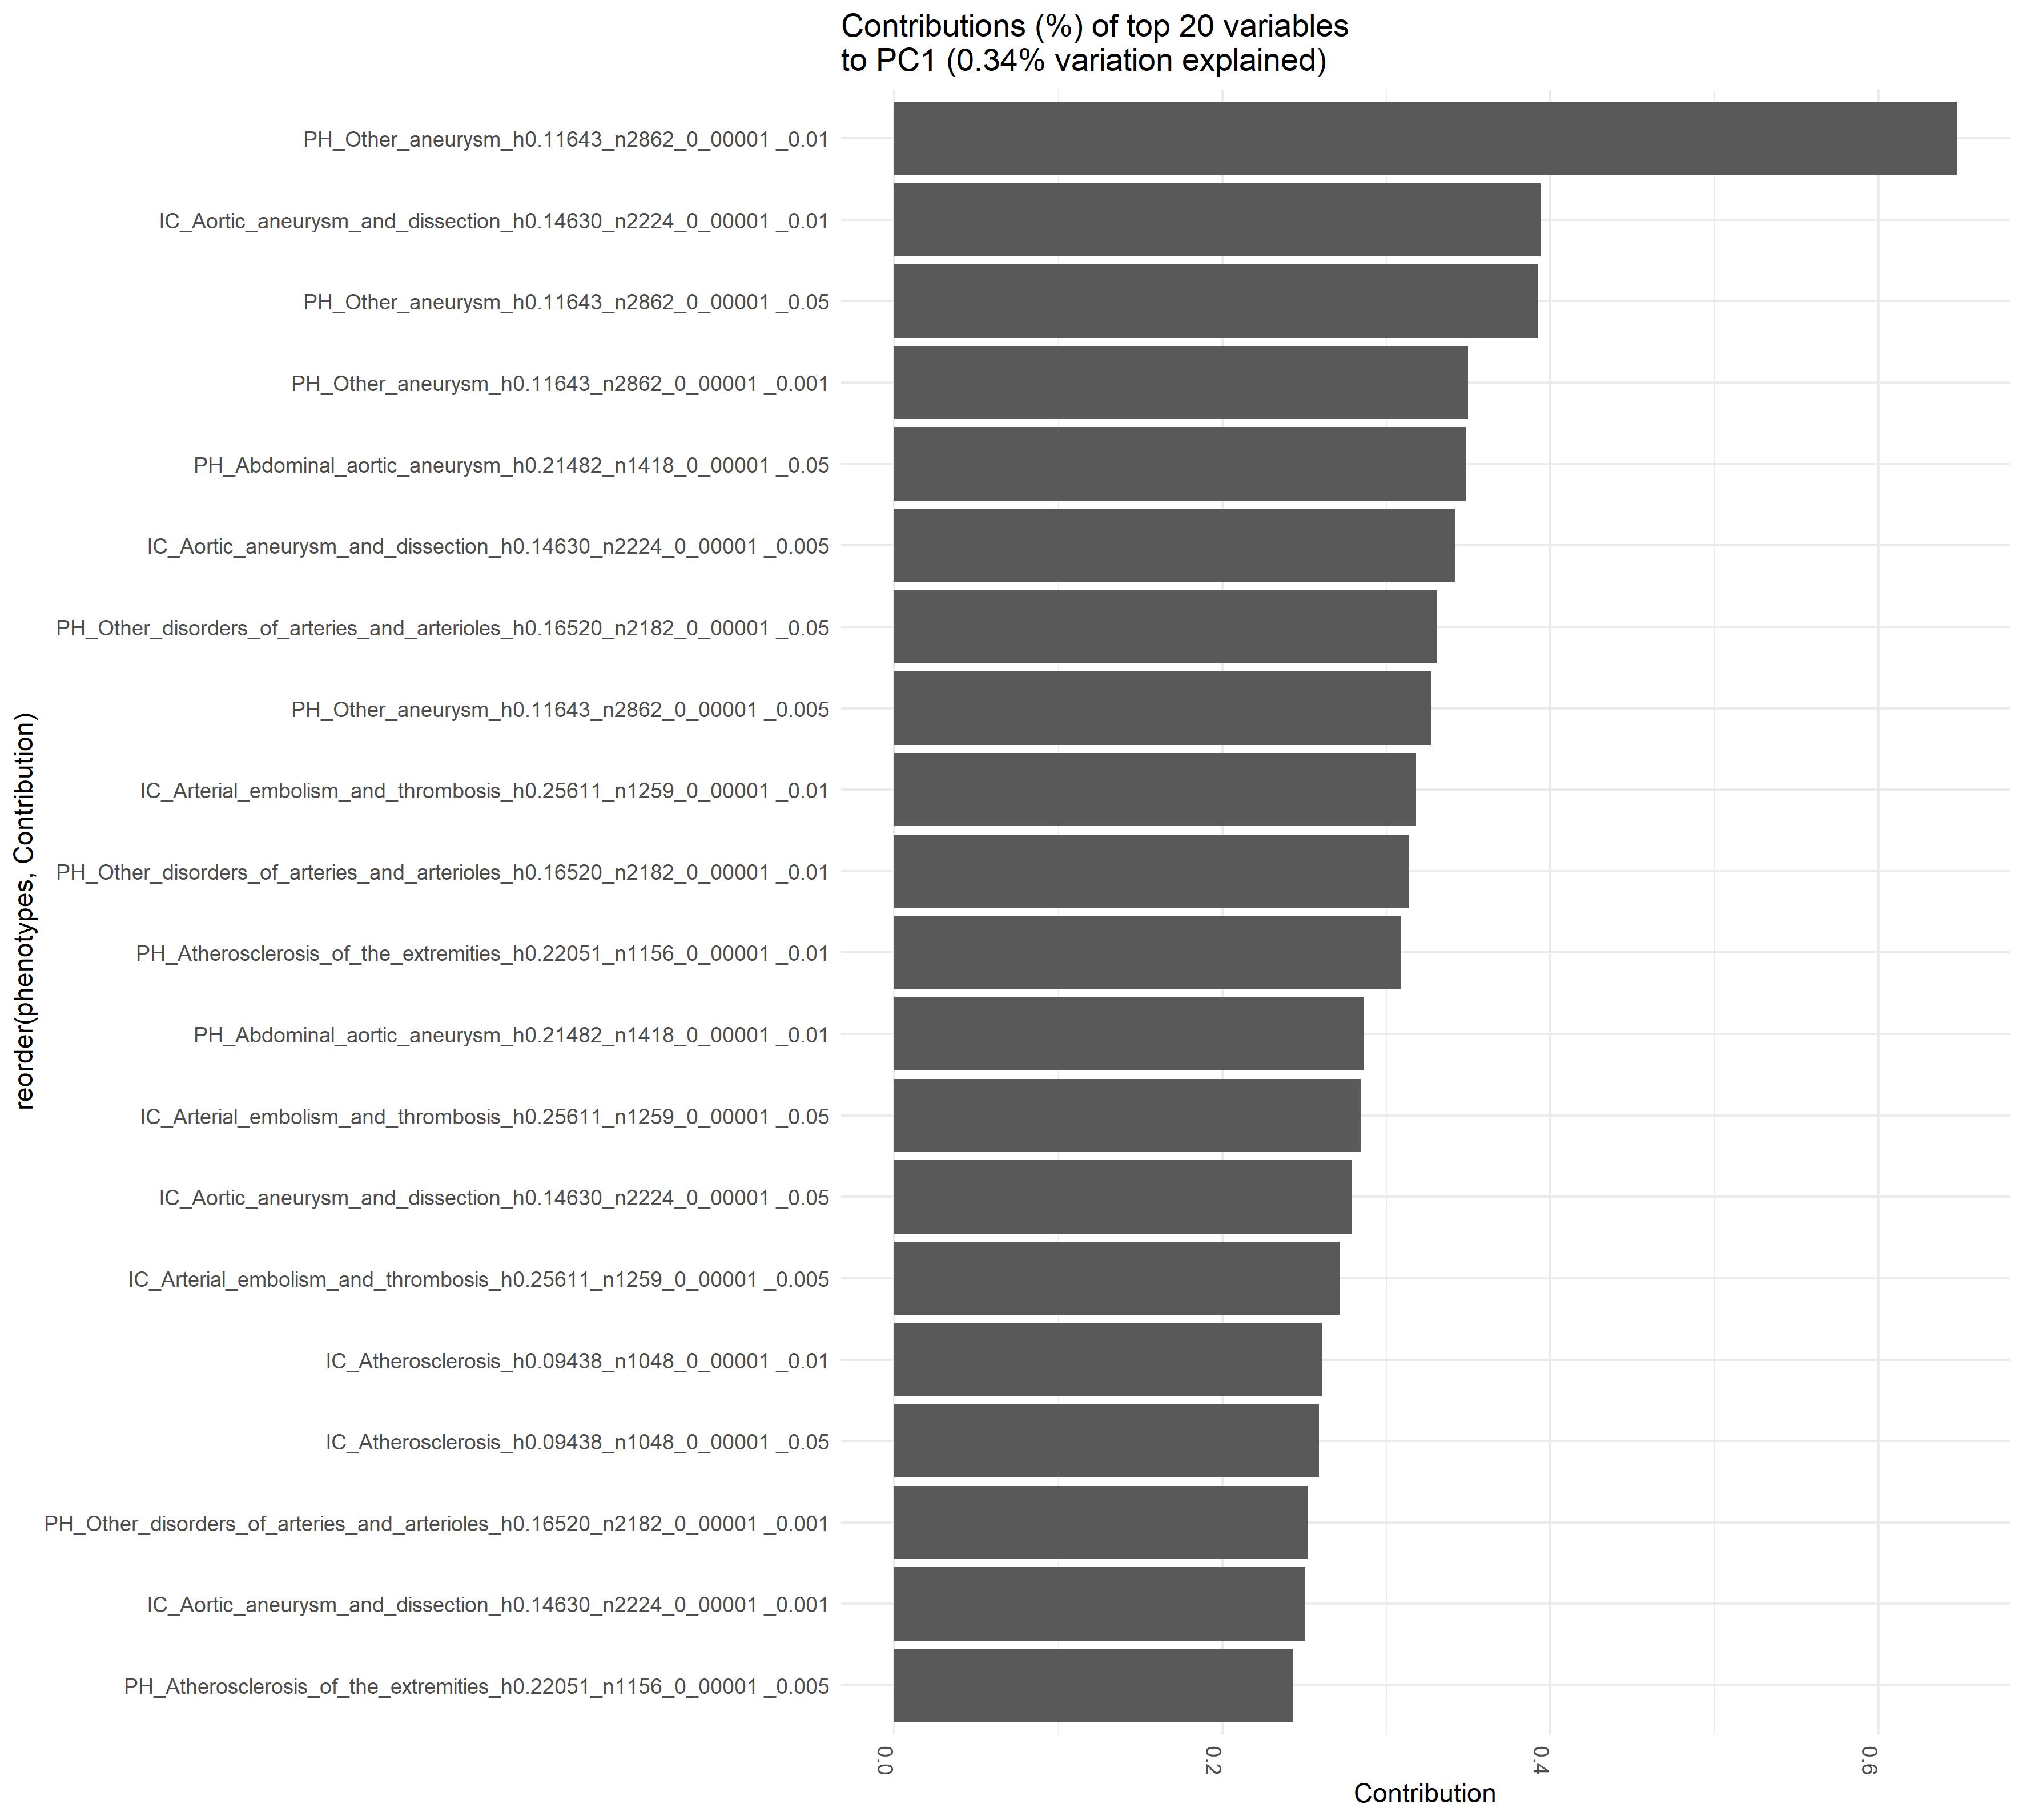 Contributions (%) of top 20 variables
to PC1 (0.34% variation explained)
PH_Other_aneurysm_h0.11643_n2862_0_00001 _0.01
IC_Aortic_aneurysm_and_dissection_h0.14630_n2224_0_00001 _0.01
PH_Other_aneurysm_h0.11643_n2862_0_00001 _0.05
PH_Other_aneurysm_h0.11643_n2862_0_00001 _0.001
PH_Abdominal_aortic_aneurysm_h0.21482_n1418_0_00001 _0.05
IC_Aortic_aneurysm_and_dissection_h0.14630_n2224_0_00001 _0.005
PH_Other_disorders_of_arteries_and_arterioles_h0.16520_n2182_0_00001 _0.05
PH_Other_aneurysm_h0.11643_n2862_0_00001 _0.005
IC_Arterial_embolism_and_thrombosis_h0.25611_n1259_0_00001 _0.01
PH_Other_disorders_of_arteries_and_arterioles_h0.16520_n2182_0_00001 _0.01
PH_Atherosclerosis_of_the_extremities_h0.22051_n1156_0_00001 _0.01
PH_Abdominal_aortic_aneurysm_h0.21482_n1418_0_00001 _0.01
IC_Arterial_embolism_and_thrombosis_h0.25611_n1259_0_00001 _0.05
IC_Aortic_aneurysm_and_dissection_h0.14630_n2224_0_00001 _0.05
IC_Arterial_embolism_and_thrombosis_h0.25611_n1259_0_00001 _0.005
IC_Atherosclerosis_h0.09438_n1048_0_00001 _0.01
IC_Atherosclerosis_h0.09438_n1048_0_00001 _0.05
PH_Other_disorders_of_arteries_and_arterioles_h0.16520_n2182_0_00001 _0.001
IC_Aortic_aneurysm_and_dissection_h0.14630_n2224_0_00001 _0.001
PH_Atherosclerosis_of_the_extremities_h0.22051_n1156_0_00001 _0.005
reorder(phenotypes, Contribution)
0.0
0.2
0.4
0.6
Contribution